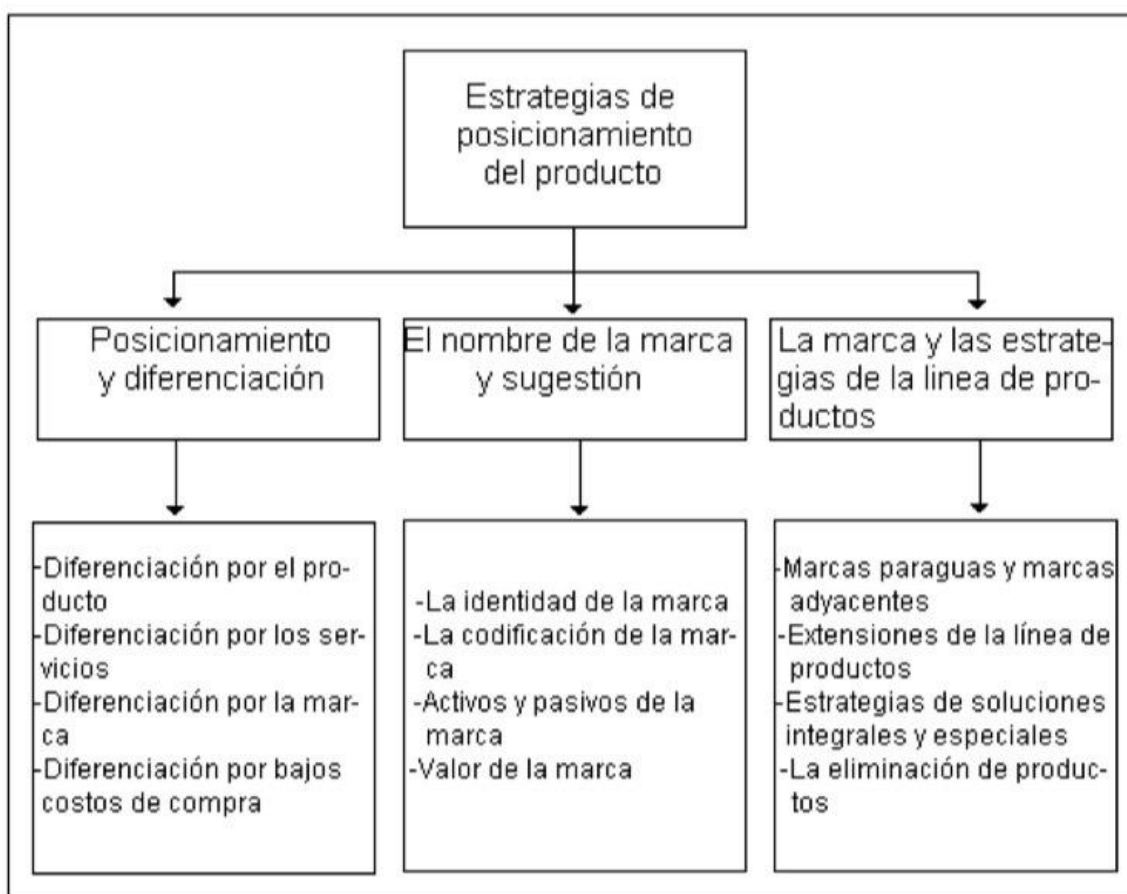 Estrategias de
posicionamiento
del producto
Posicionamiento
y diferenciación
El nombre de la marca
y sugestión
La marca y las estrate-
gias de la linea de pro-
ductos
-Diferenciación por el pro-
ducto
-Diferenciación por los ser-
vicios
-Diferenciación por la mar-
ca
-Diferenciación por bajos
costos de compra
-La identidad de la marca
-La codificación de la mar-
ca
-Activos y pasivos de la
marca
-Valor de la marca
-Marcas paraguas y marcas
adyacentes
-Extensiones de la línea de
productos
-Estrategias de soluciones
integrales y especiales
-La eliminación de produc-
tos